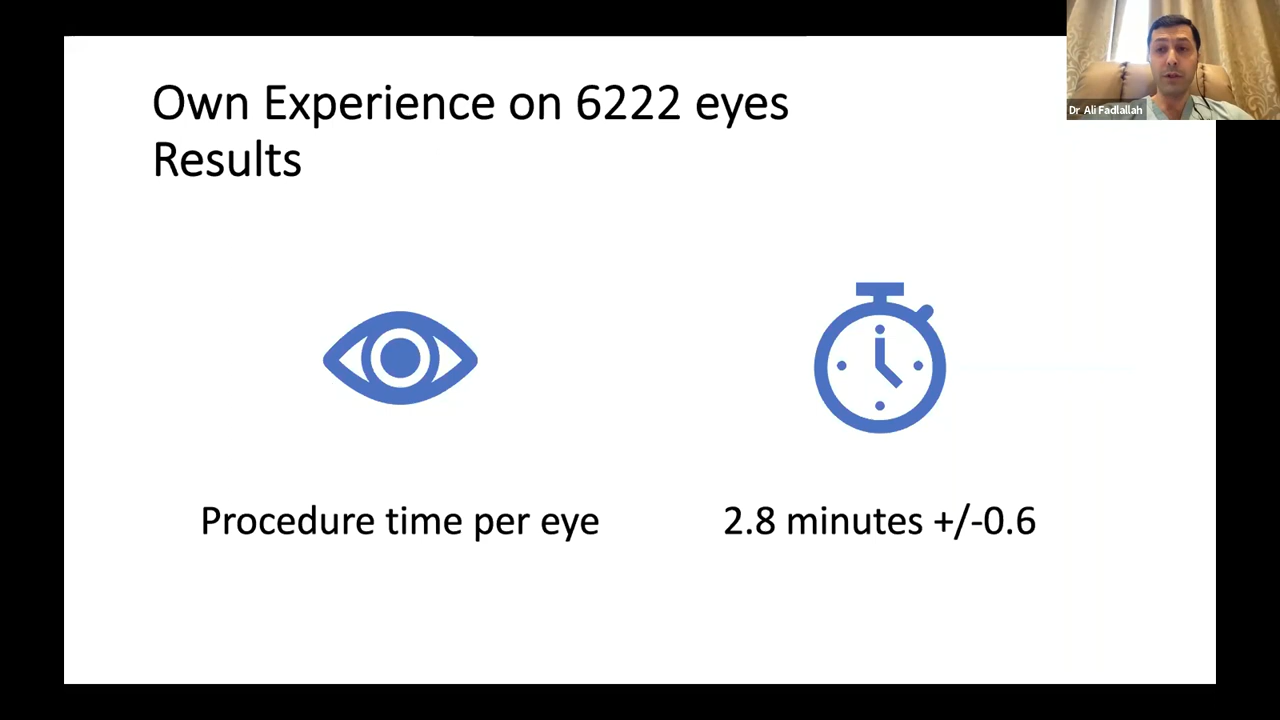 Own Experience on 6222 eyes
Results
Dr Ali Fadlallah
Procedure time per eye
2.8 minutes +/-0.6